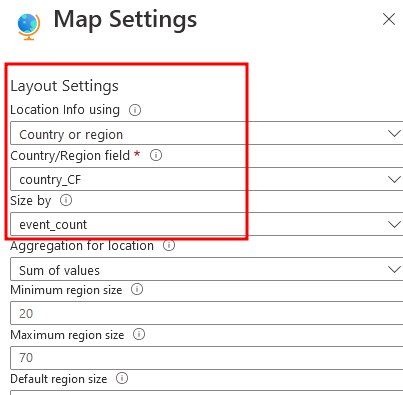 Map Settings
Layout Settings
Location Info using
Country or region
Country/Region field *
country_CF
Size by
event_count
Aggregation for location
Sum of values
Minimum region size
20
Maximum region size
70
Default region size